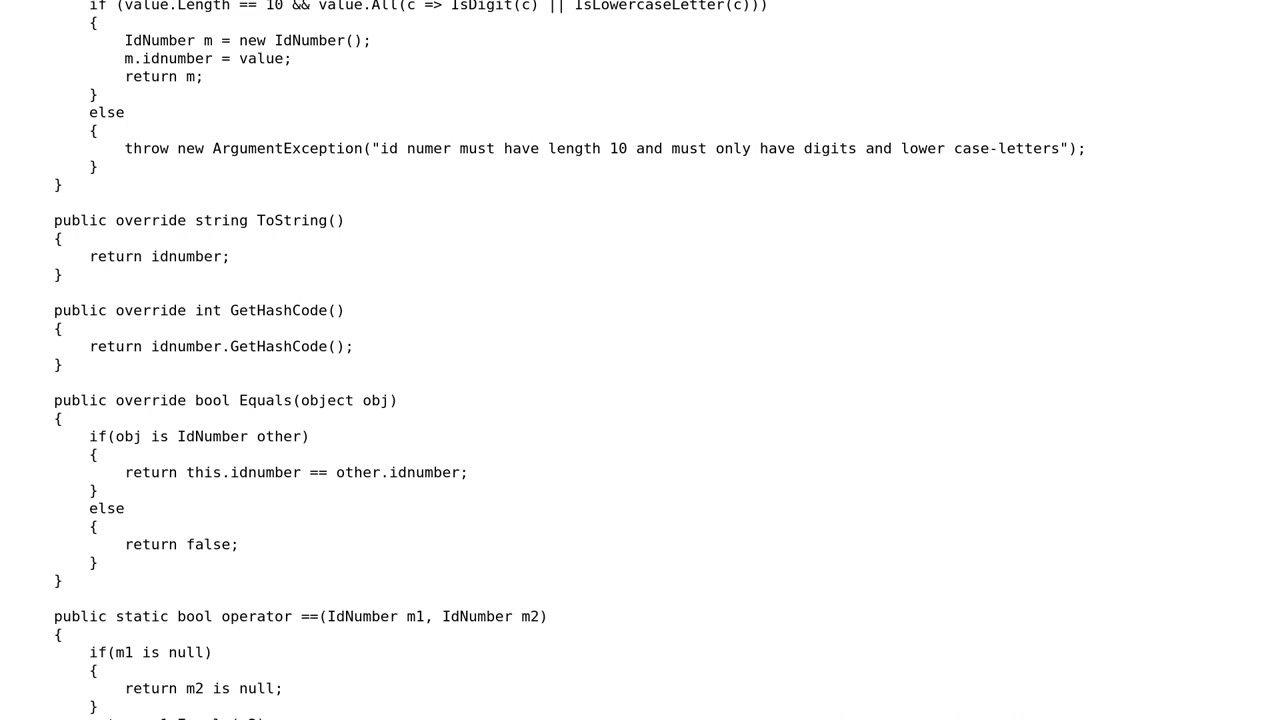 if (value.Length == 10 && value.All(c => IsDigit(c) || IsLowercaseLetter(c)))
{
IdNumber m = new IdNumber();
m.idnumber = value;
return m;
}
else
{
throw new ArgumentException("id numer must have length 10 and must only have digits and lower case-letters");
}
}
public override string ToString()
{
return idnumber;
}
public override int GetHashCode()
{
return idnumber.GetHashCode();
}
public override bool Equals(object obj)
{
if(obj is IdNumber other)
{
return this.idnumber == other.idnumber;
}
else
{
return false;
}
}
public static bool operator ==(IdNumber m1, IdNumber m2)
{
if(m1 is null)
{
return m2 is null;
}